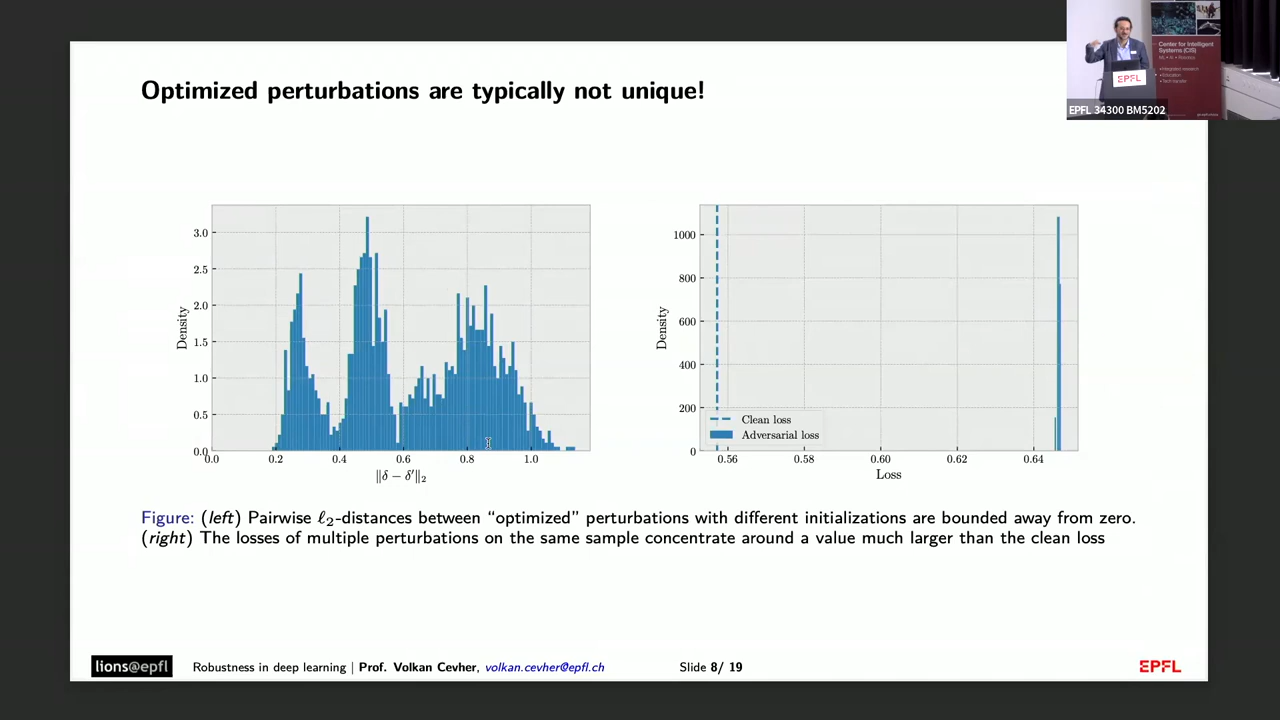 Optimized perturbations are typically not unique!
Center for Intelligent
Systems (CIS)
EPFL
EPFL 34300 BM5202
Density
3.0
2.5
2.0
1.5
1.0
0.5
0.0
0.0 0.2 0.4 0.6 0.8 1.0
‖δ − δ′‖₂
Density
1000
800
600
400
200
0
Clean loss
Adversarial loss
0.56 0.58 0.60 0.62 0.64
Loss
Figure: (left) Pairwise ℓ₂-distances between “optimized” perturbations with different initializations are bounded away from zero.
(right) The losses of multiple perturbations on the same sample concentrate around a value much larger than the clean loss
lions@epfl Robustness in deep learning | Prof. Volkan Cevher, volkan.cevher@epfl.ch Slide 8/ 19 EPFL